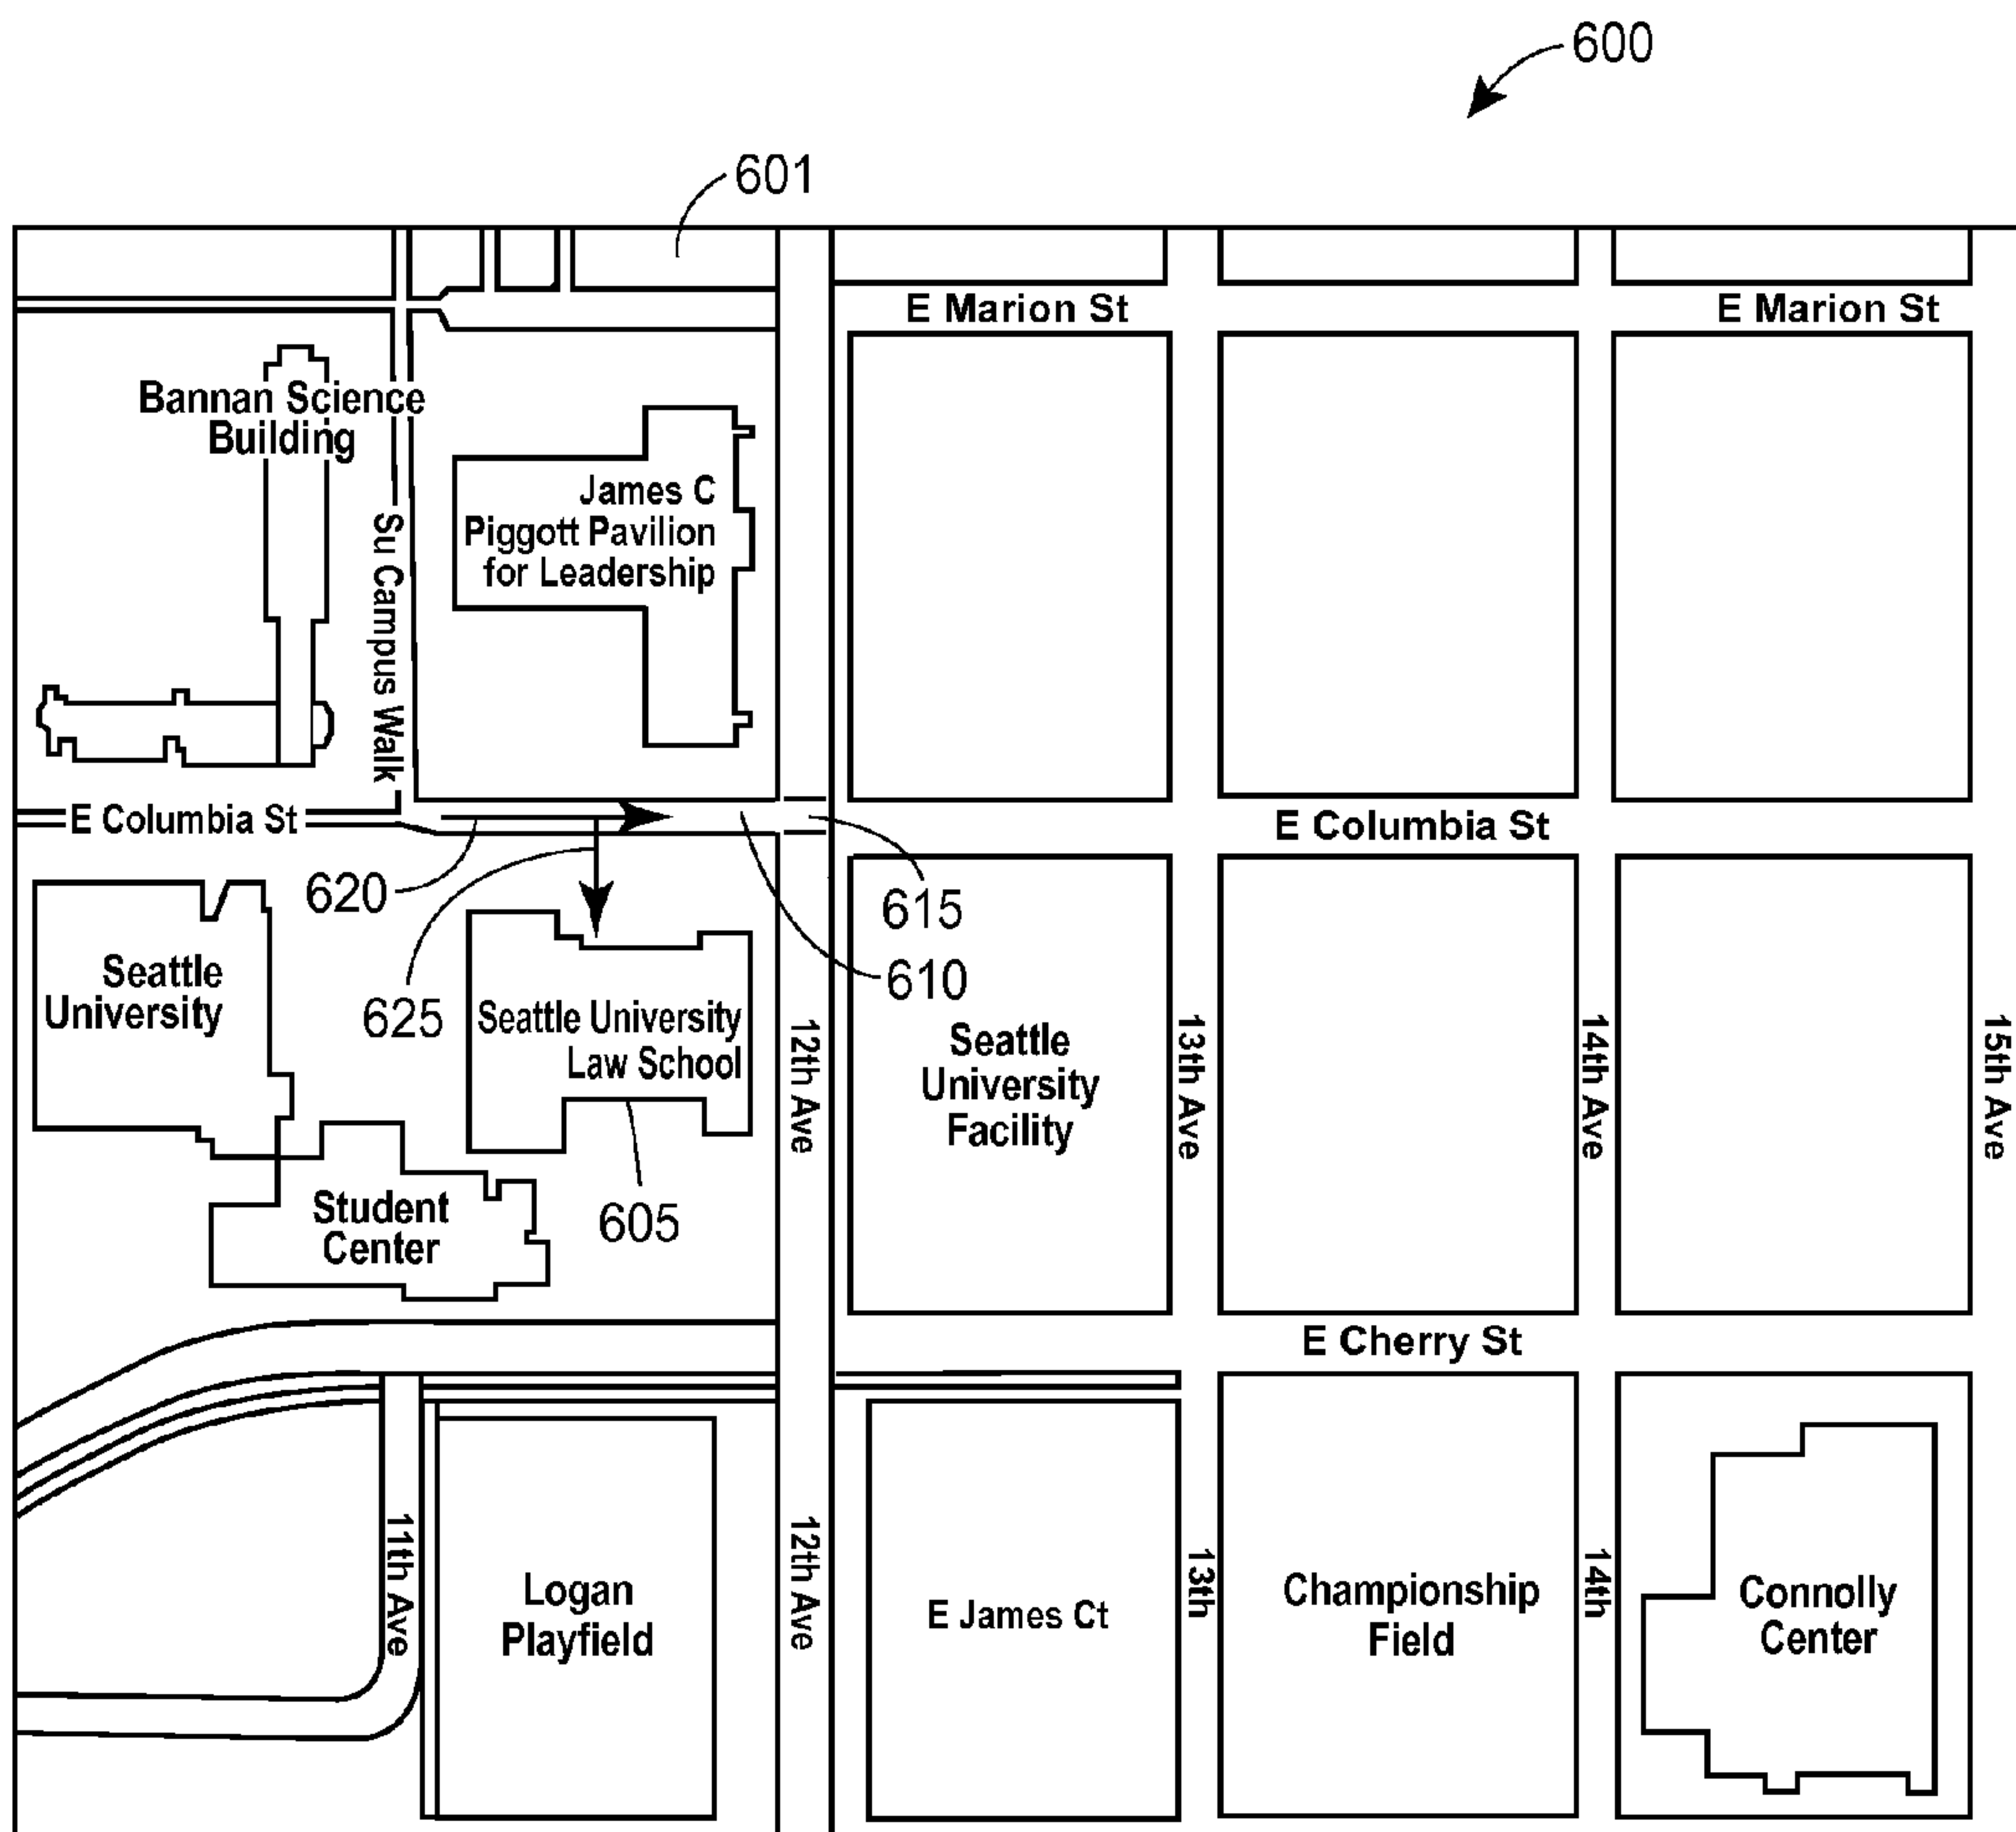 600
601
E Marion St
E Marion St
Bannan Science
Building
James C
Piggott Pavilion
for Leadership
Su Campus Walk
E Columbia St
E Columbia St
620
615
610
625
Seattle
University
Seattle University
Law School
12th Ave
Seattle
University
Facility
13th Ave
14th Ave
15th Ave
605
Student
Center
E Cherry St
11th Ave
Logan
Playfield
12th Ave
E James Ct
13th
Championship
Field
14th
Connolly
Center